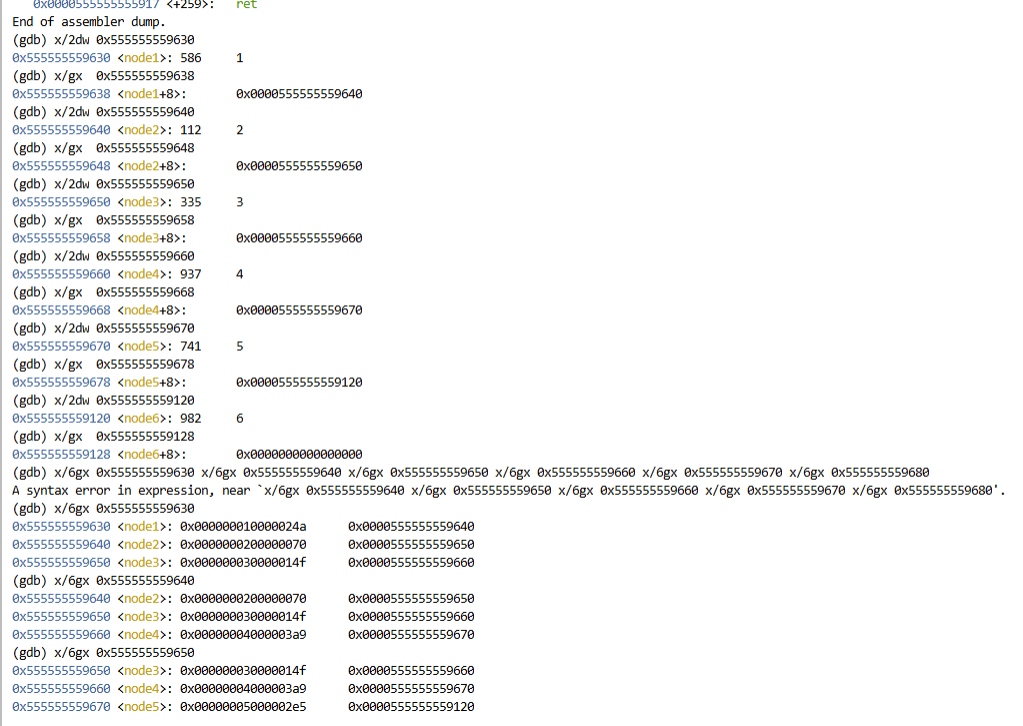 0x0000555555555917 <+259>: ret
End of assembler dump.
(gdb) x/2dw 0x555555559630
0x555555559630 <node1>: 586 1
(gdb) x/gx 0x555555559638
0x555555559638 <node1+8>: 0x0000555555559640
(gdb) x/2dw 0x555555559640
0x555555559640 <node2>: 112 2
(gdb) x/gx 0x555555559648
0x555555559648 <node2+8>: 0x0000555555559650
(gdb) x/2dw 0x555555559650
0x555555559650 <node3>: 335 3
(gdb) x/gx 0x555555559658
0x555555559658 <node3+8>: 0x0000555555559660
(gdb) x/2dw 0x555555559660
0x555555559660 <node4>: 937 4
(gdb) x/gx 0x555555559668
0x555555559668 <node4+8>: 0x0000555555559670
(gdb) x/2dw 0x555555559670
0x555555559670 <node5>: 741 5
(gdb) x/gx 0x555555559678
0x555555559678 <node5+8>: 0x0000555555559120
(gdb) x/2dw 0x555555559120
0x555555559120 <node6>: 982 6
(gdb) x/gx 0x555555559128
0x555555559128 <node6+8>: 0x0000000000000000
(gdb) x/6gx 0x555555559630 x/6gx 0x555555559640 x/6gx 0x555555559650 x/6gx 0x555555559660 x/6gx 0x555555559670 x/6gx 0x555555559680
A syntax error in expression, near `x/6gx 0x555555559640 x/6gx 0x555555559650 x/6gx 0x555555559660 x/6gx 0x555555559670 x/6gx 0x555555559680'.
(gdb) x/6gx 0x555555559630
0x555555559630 <node1>: 0x000000010000024a 0x0000555555559640
0x555555559640 <node2>: 0x0000000200000070 0x0000555555559650
0x555555559650 <node3>: 0x000000030000014f 0x0000555555559660
(gdb) x/6gx 0x555555559640
0x555555559640 <node2>: 0x0000000200000070 0x0000555555559650
0x555555559650 <node3>: 0x000000030000014f 0x0000555555559660
0x555555559660 <node4>: 0x00000004000003a9 0x0000555555559670
(gdb) x/6gx 0x555555559650
0x555555559650 <node3>: 0x000000030000014f 0x0000555555559660
0x555555559660 <node4>: 0x00000004000003a9 0x0000555555559670
0x555555559670 <node5>: 0x00000005000002e5 0x0000555555559120